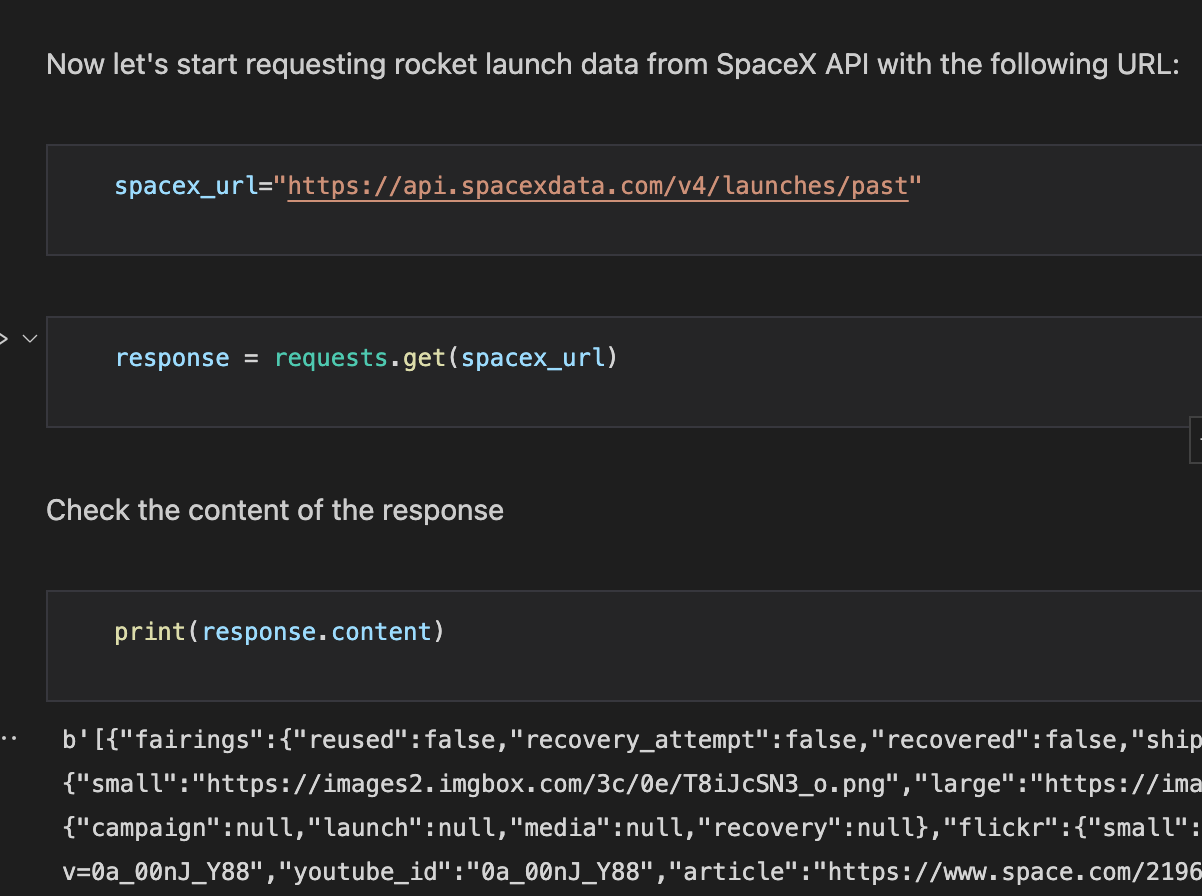 Now let's start requesting rocket launch data from SpaceX API with the following URL:
spacex_url="https://api.spacexdata.com/v4/launches/past"
response = requests.get(spacex_url)
Check the content of the response
print(response.content)
b'[{"fairings":{"reused":false,"recovery_attempt":false,"recovered":false,"ship
{"small":"https://images2.imgbox.com/3c/0e/T8iJcSN3_o.png","large":"https://ima
{"campaign":null,"launch":null,"media":null,"recovery":null},"flickr":{"small":
v=0a_00nJ_Y88","youtube_id":"0a_00nJ_Y88","article":"https://www.space.com/2196